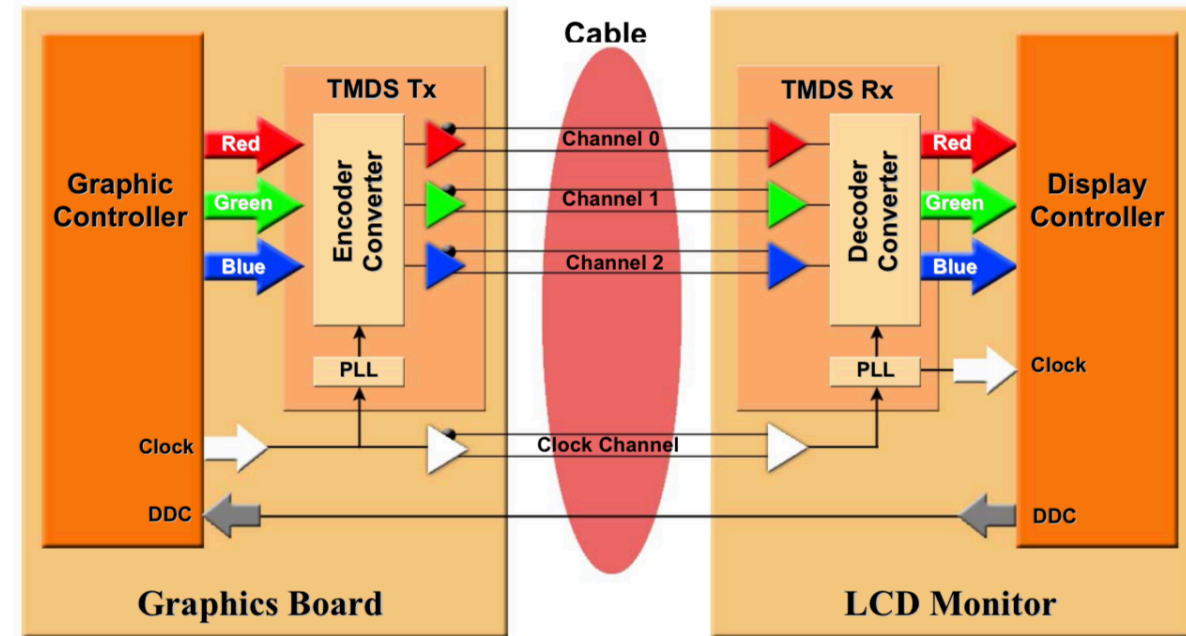 Cable
TMDS Tx
TMDS Rx
Red
Green
Blue
Graphic
Controller
Encoder
Converter
Channel 0
Channel 1
Channel 2
Decoder
Converter
Red
Green
Blue
Display
Controller
PLL
PLL
Clock
Clock
Clock Channel
DDC
DDC
Graphics Board
LCD Monitor